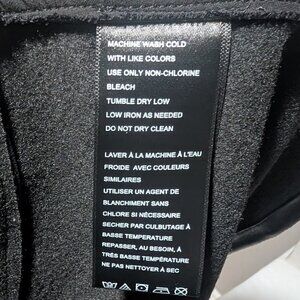 MACHINE WASH COLD
WITH LIKE COLORS
USE ONLY NON-CHLORINE
BLEACH
TUMBLE DRY LOW
LOW IRON AS NEEDED
DO NOT DRY CLEAN
LAVER À LA MACHINE À L'EAU
FROIDE AVEC COULEURS
SIMILAIRES
UTILISER UN AGENT DE
BLANCHIMENT SANS
CHLORE SI NÉCESSAIRE
SECHER PAR CULBUTAGE À
BASSE TEMPERATURE
REPASSER, AU BESOIN, À
TRÈS BASSE TEMPÉRATURE
NE PAS NETTOYER À SEC